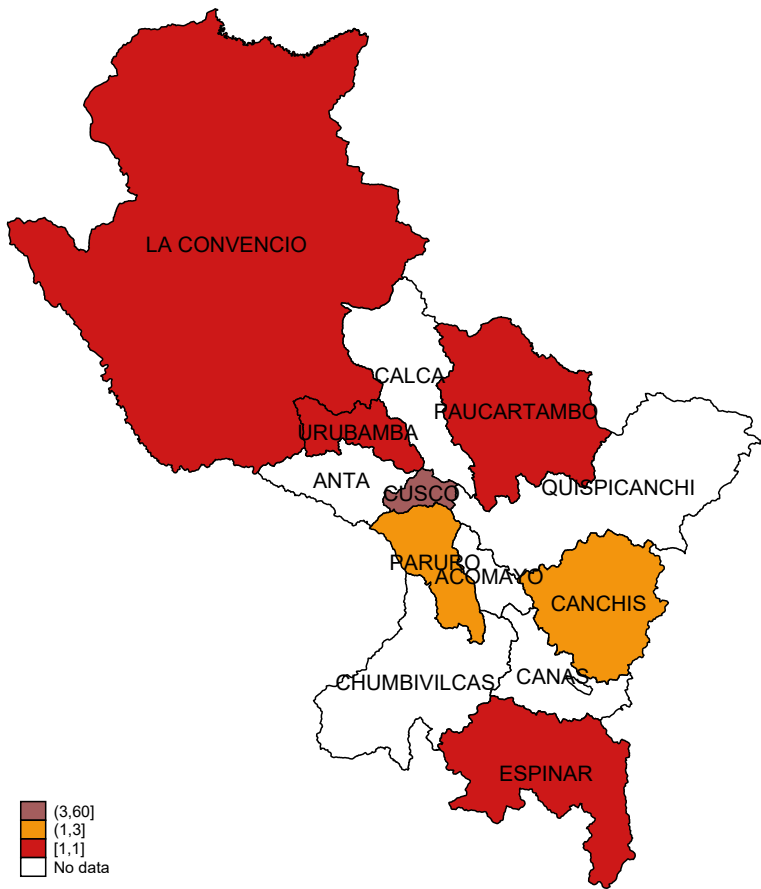 LA CONVENCIO
CALCA
PAUCARTAMBO
URUBAMBA
ANTA
CUSCO
QUISPICANCHI
PARURO
ACOMAYO
CANCHIS
CHUMBIVILCAS
CANAS
ESPINAR
(3,60]
(1,3]
[1,1]
No data